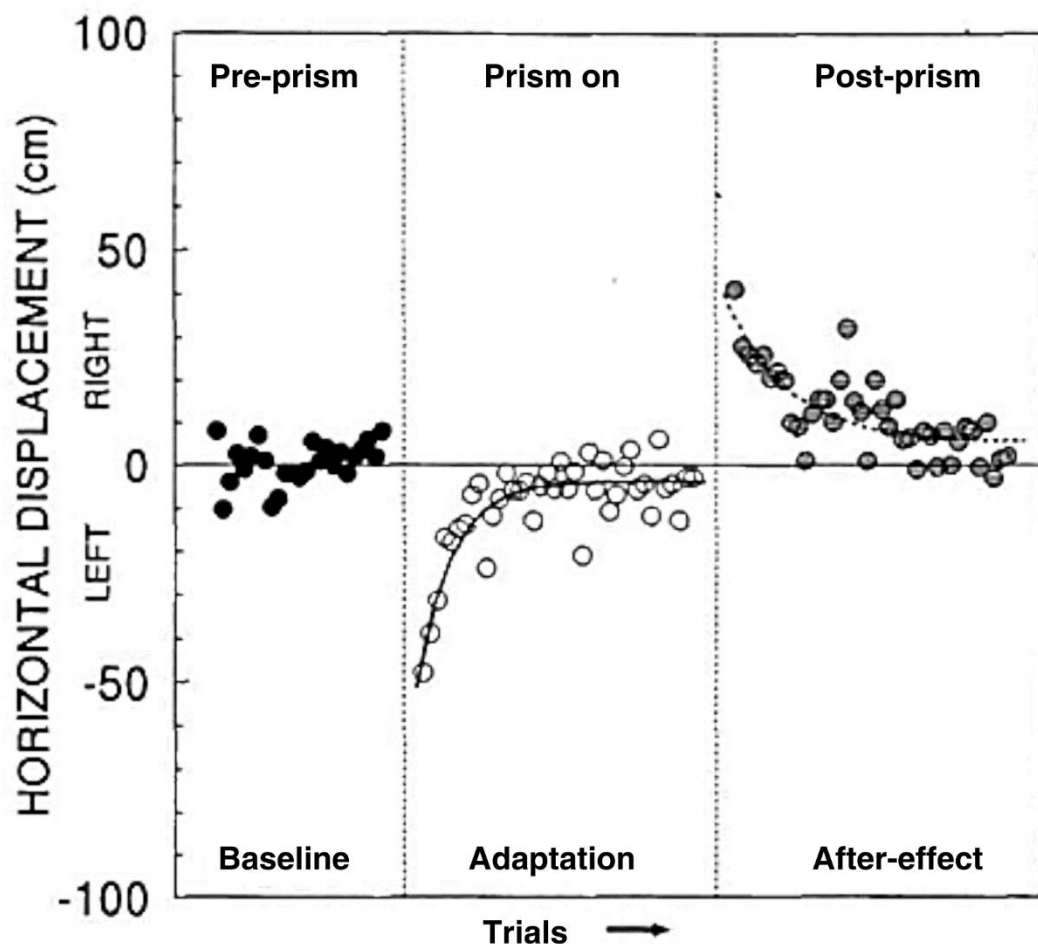 100
Pre-prism Prism on Post-prism
50
0
-50
-100
HORIZONTAL DISPLACEMENT (cm)
LEFT RIGHT
Baseline Adaptation After-effect
Trials